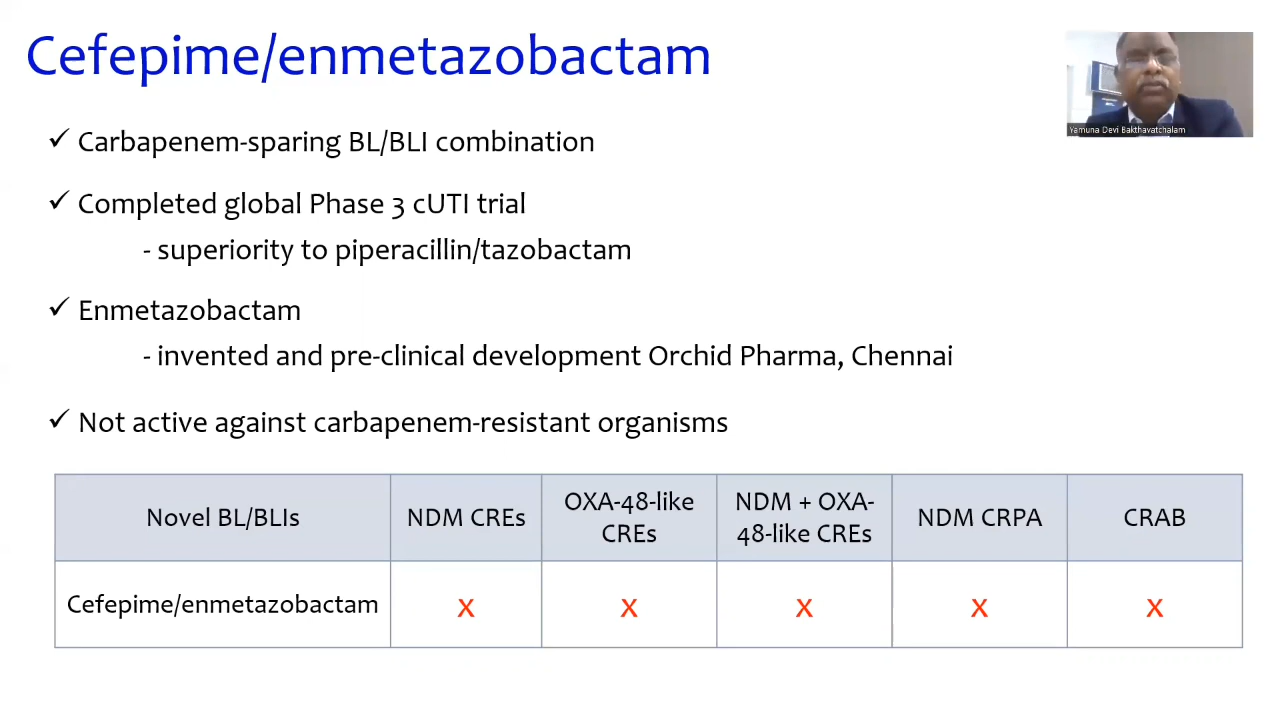 Cefepime/enmetazobactam
Yamuna Devi Bakthavatchalam
✓ Carbapenem-sparing BL/BLI combination
✓ Completed global Phase 3 cUTI trial
- superiority to piperacillin/tazobactam
✓ Enmetazobactam
- invented and pre-clinical development Orchid Pharma, Chennai
✓ Not active against carbapenem-resistant organisms
Novel BL/BLIs
NDM CREs
OXA-48-like
CREs
NDM + OXA-
48-like CREs
NDM CRPA
CRAB
Cefepime/enmetazobactam
x
x
x
x
x